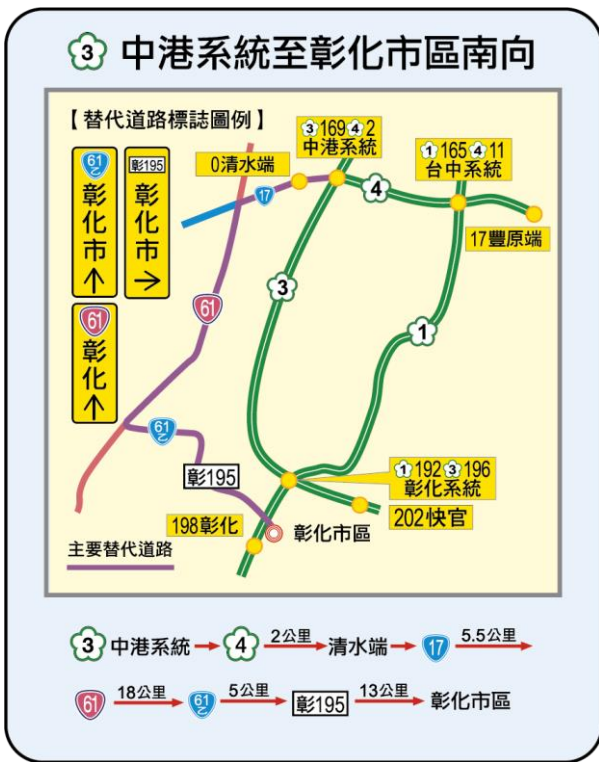 3 中港系統至彰化市區南向
【替代道路標誌圖例】
61乙 彰化市↑
彰195 彰化市→
61 彰化↑
0清水端
3 169 4 2
中港系統
1 165 4 11
台中系統
17
4
17豐原端
3
61
1
61乙
彰195
1 192 3 196
彰化系統
202快官
198彰化
彰化市區
主要替代道路
3 中港系統→4 2公里→清水端→17 5.5公里→
61 18公里→61乙 5公里→彰195 13公里→彰化市區